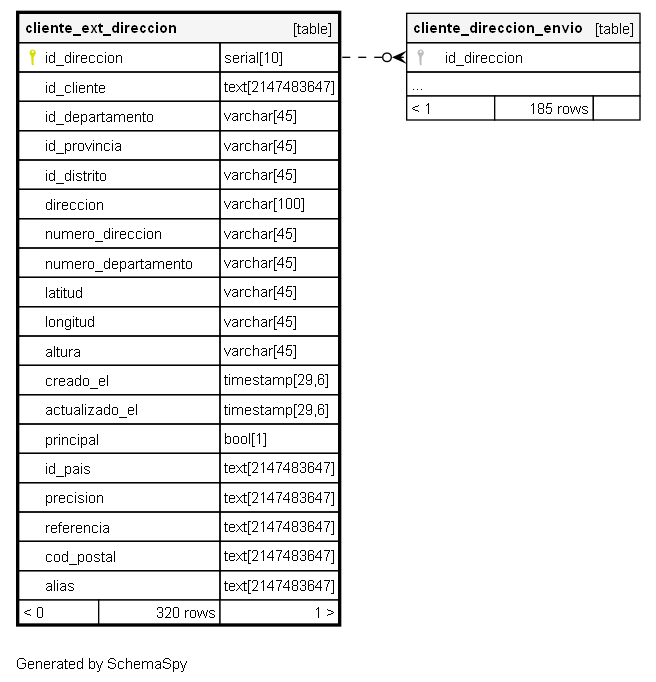 cliente_ext_direccion [table]
id_direccion serial[10]
id_cliente text[2147483647]
id_departamento varchar[45]
id_provincia varchar[45]
id_distrito varchar[45]
direccion varchar[100]
numero_direccion varchar[45]
numero_departamento varchar[45]
latitud varchar[45]
longitud varchar[45]
altura varchar[45]
creado_el timestamp[29,6]
actualizado_el timestamp[29,6]
principal bool[1]
id_pais text[2147483647]
precision text[2147483647]
referencia text[2147483647]
cod_postal text[2147483647]
alias text[2147483647]
< 0 320 rows 1 >
cliente_direccion_envio [table]
id_direccion
...
< 1 185 rows
Generated by SchemaSpy